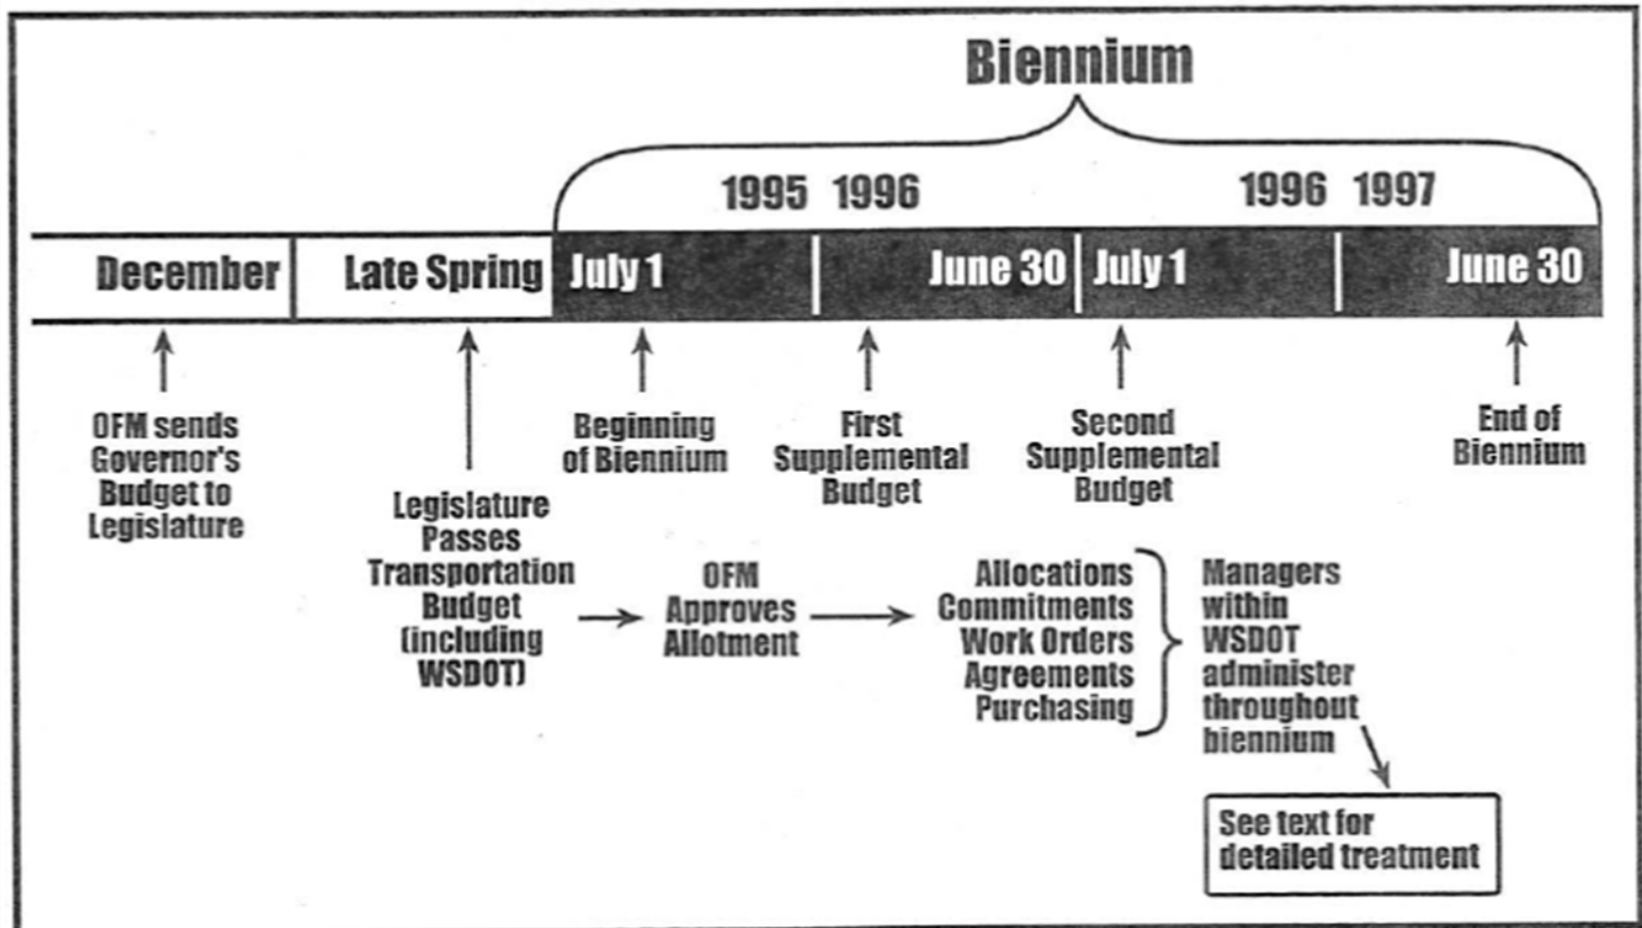 Biennium
1995 1996
1996 1997
December
Late Spring
July 1
June 30
July 1
June 30
OFM sends
Governor's
Budget to
Legislature
Legislature
Passes
Transportation
Budget
(including
WSDOT)
Beginning
of Biennium
First
Supplemental
Budget
Second
Supplemental
Budget
End of
Biennium
OFM
Approves
Allotment
Allocations
Commitments
Work Orders
Agreements
Purchasing
Managers
within
WSDOT
administer
throughout
biennium
See text for
detailed treatment